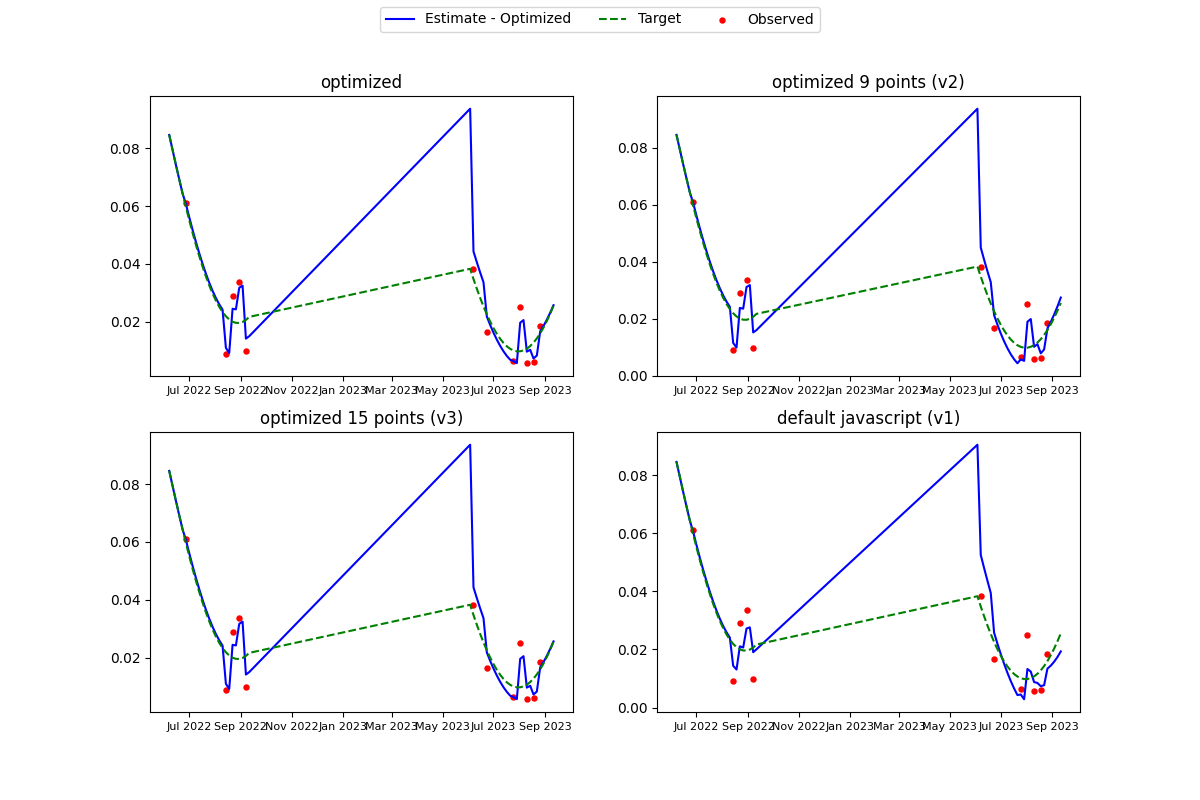 Estimate - Optimized Target Observed
optimized
0.08
0.06
0.04
0.02
Jul 2022 Sep 2022 Nov 2022 Jan 2023 Mar 2023 May 2023 Jul 2023 Sep 2023
optimized 9 points (v2)
0.08
0.06
0.04
0.02
0.00
Jul 2022 Sep 2022 Nov 2022 Jan 2023 Mar 2023 May 2023 Jul 2023 Sep 2023
optimized 15 points (v3)
0.08
0.06
0.04
0.02
Jul 2022 Sep 2022 Nov 2022 Jan 2023 Mar 2023 May 2023 Jul 2023 Sep 2023
default javascript (v1)
0.08
0.06
0.04
0.02
0.00
Jul 2022 Sep 2022 Nov 2022 Jan 2023 Mar 2023 May 2023 Jul 2023 Sep 2023